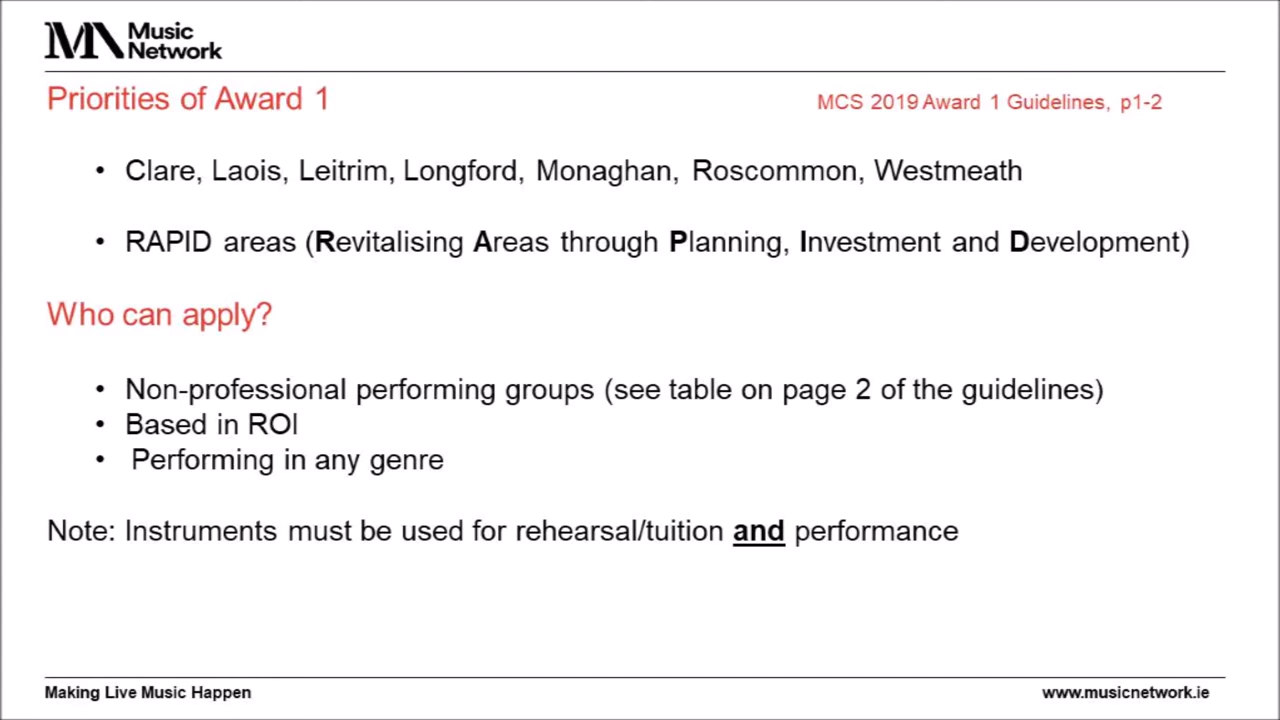 Music
Network
Priorities of Award 1
MCS 2019 Award 1 Guidelines, p1-2
• Clare, Laois, Leitrim, Longford, Monaghan, Roscommon, Westmeath
• RAPID areas (Revitalising Areas through Planning, Investment and Development)
Who can apply?
• Non-professional performing groups (see table on page 2 of the guidelines)
• Based in ROI
• Performing in any genre
Note: Instruments must be used for rehearsal/tuition and performance
Making Live Music Happen
www.musicnetwork.ie